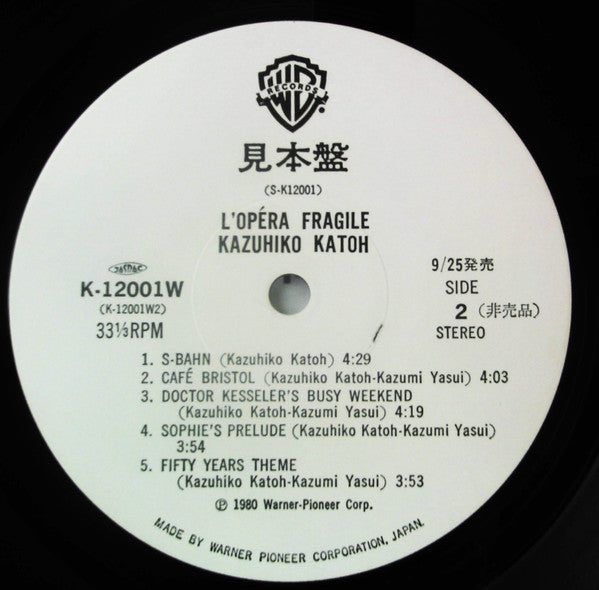 WB
RECORDS
見本盤
(S-K12001)
L'OPÉRA FRAGILE
KAZUHIKO KATOH
JASRAC
K-12001W
(K-12001W2)
33⅓RPM
9/25発売
SIDE
2 (非売品)
STEREO
1. S-BAHN (Kazuhiko Katoh) 4:29
2. CAFÉ BRISTOL (Kazuhiko Katoh-Kazumi Yasui) 4:03
3. DOCTOR KESSELER'S BUSY WEEKEND
(Kazuhiko Katoh-Kazumi Yasui) 4:19
4. SOPHIE'S PRELUDE (Kazuhiko Katoh-Kazumi Yasui)
3:54
5. FIFTY YEARS THEME
(Kazuhiko Katoh-Kazumi Yasui) 3:53
Ⓟ 1980 Warner-Pioneer Corp.
MADE BY WARNER PIONEER CORPORATION, JAPAN.